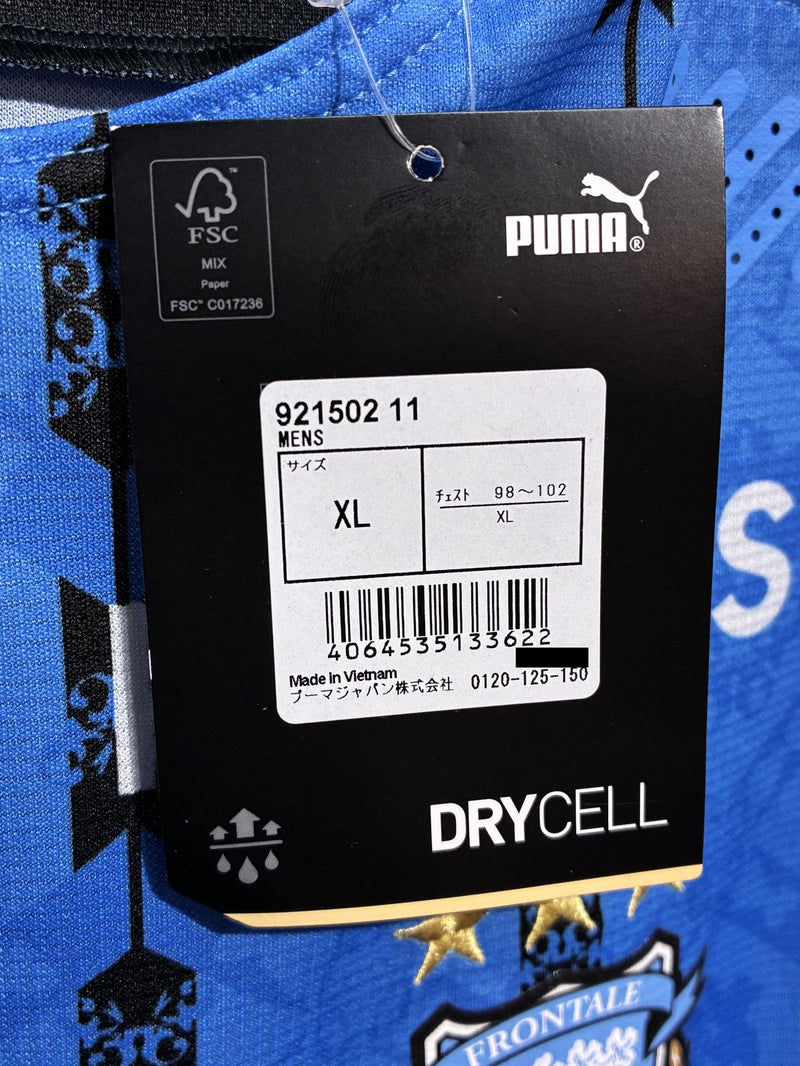 FSC™
MIX
Paper
FSC™ C017236
PUMA®
921502 11
MENS
サイズ
XL
チェスト 98～102
XL
4064535133622
Made in Vietnam
プーマジャパン株式会社 0120-125-150
DRYCELL
S
FRONTALE